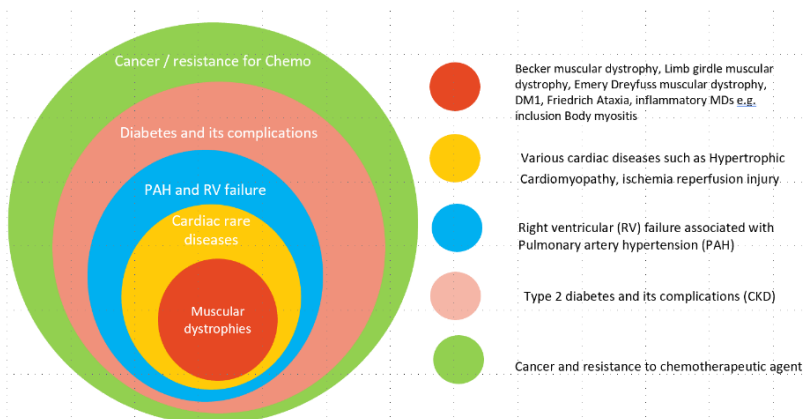 Cancer / resistance for Chemo
Diabetes and its complications
PAH and RV failure
Cardiac rare
diseases
Muscular
dystrophies
Becker muscular dystrophy, Limb girdle muscular
dystrophy, Emery Dreyfuss muscular dystrophy,
DM1, Friedrich Ataxia, inflammatory MDs e.g.
inclusion Body myositis
Various cardiac diseases such as Hypertrophic
Cardiomyopathy, ischemia reperfusion injury
Right ventricular (RV) failure associated with
Pulmonary artery hypertension (PAH)
Type 2 diabetes and its complications (CKD)
Cancer and resistance to chemotherapeutic agent